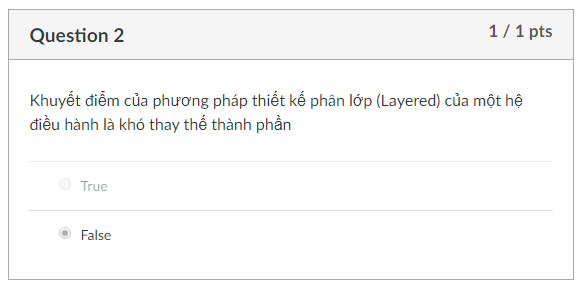 Question 2
1 / 1 pts
Khuyết điểm của phương pháp thiết kế phân lớp (Layered) của một hệ
điều hành là khó thay thế thành phần
True
False